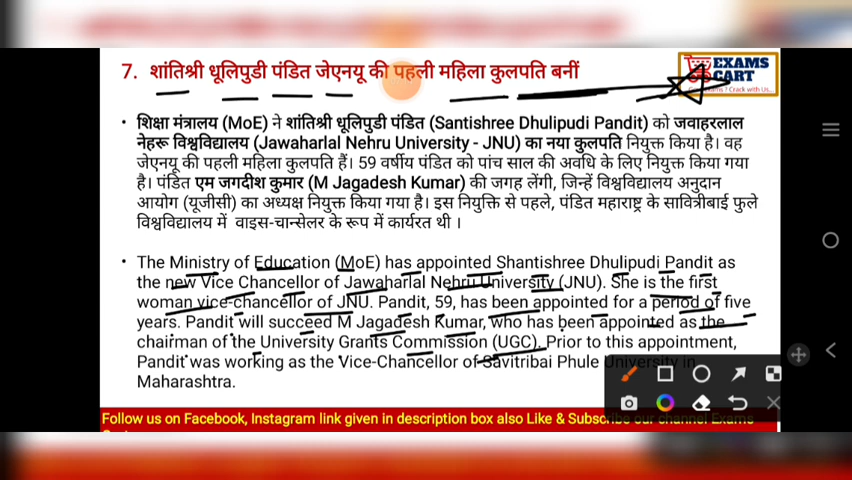 7. शांतिश्री धूलिपुडी पंडित जेएनयू की पहली महिला कुलपति बनीं
EXAMS
CART
Crack with Us...
• शिक्षा मंत्रालय (MoE) ने शांतिश्री धूलिपुडी पंडित (Santishree Dhulipudi Pandit) को जवाहरलाल
नेहरू विश्वविद्यालय (Jawaharlal Nehru University - JNU) का नया कुलपति नियुक्त किया है। वह
जेएनयू की पहली महिला कुलपति हैं। 59 वर्षीय पंडित को पांच साल की अवधि के लिए नियुक्त किया गया
है। पंडित एम जगदीश कुमार (M Jagadesh Kumar) की जगह लेंगी, जिन्हें विश्वविद्यालय अनुदान
आयोग (यूजीसी) का अध्यक्ष नियुक्त किया गया है। इस नियुक्ति से पहले, पंडित महाराष्ट्र के सावित्रीबाई फुले
विश्वविद्यालय में वाइस-चान्सेलर के रूप में कार्यरत थी ।
• The Ministry of Education (MoE) has appointed Shantishree Dhulipudi Pandit as
the new Vice Chancellor of Jawaharlal Nehru University (JNU). She is the first
woman vice-chancellor of JNU. Pandit, 59, has been appointed for a period of five
years. Pandit will succeed M Jagadesh Kumar, who has been appointed as the
chairman of the University Grants Commission (UGC). Prior to this appointment,
Pandit was working as the Vice-Chancellor of Savitribai Phule University in
Maharashtra.
Follow us on Facebook, Instagram link given in description box also Like & Subscribe our channel Exams